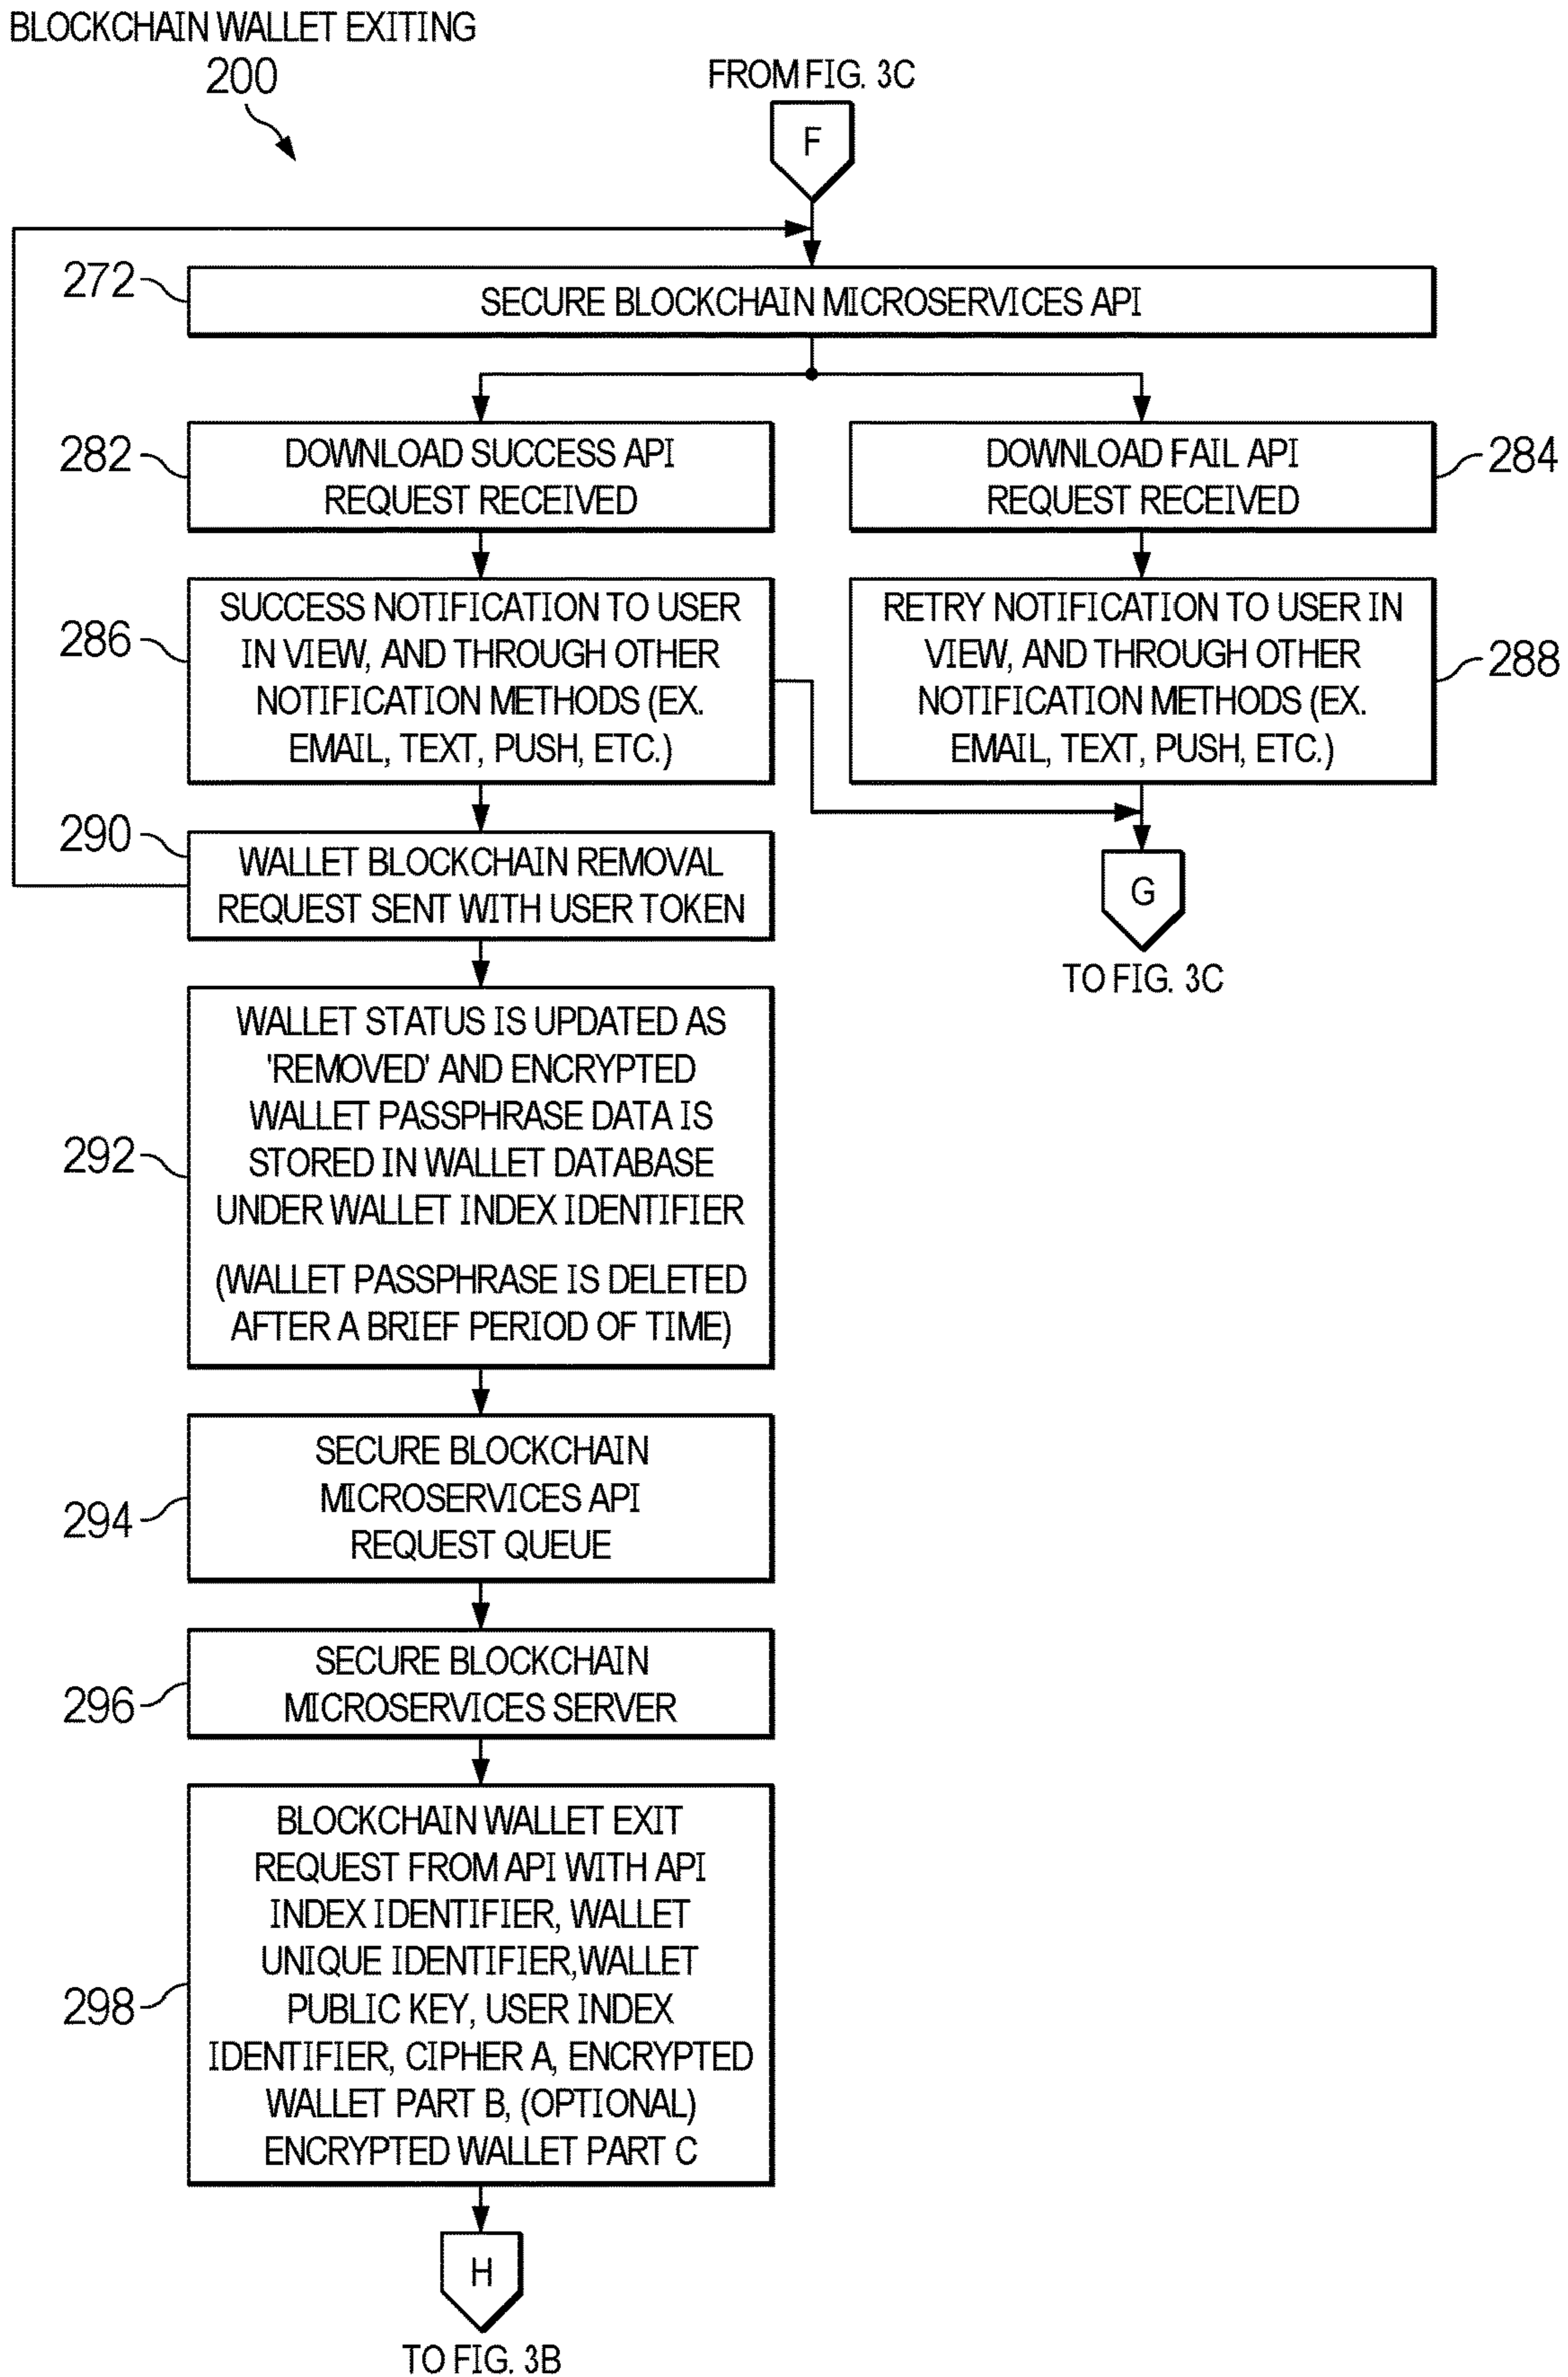 BLOCKCHAIN WALLET EXITING
200
FROM FIG. 3C
F
272
SECURE BLOCKCHAIN MICROSERVICES API
282
DOWNLOAD SUCCESS API
REQUEST RECEIVED
DOWNLOAD FAIL API
REQUEST RECEIVED
284
286
SUCCESS NOTIFICATION TO USER
IN VIEW, AND THROUGH OTHER
NOTIFICATION METHODS (EX.
EMAIL, TEXT, PUSH, ETC.)
RETRY NOTIFICATION TO USER IN
VIEW, AND THROUGH OTHER
NOTIFICATION METHODS (EX.
EMAIL, TEXT, PUSH, ETC.)
288
290
WALLET BLOCKCHAIN REMOVAL
REQUEST SENT WITH USER TOKEN
G
TO FIG. 3C
292
WALLET STATUS IS UPDATED AS
'REMOVED' AND ENCRYPTED
WALLET PASSPHRASE DATA IS
STORED IN WALLET DATABASE
UNDER WALLET INDEX IDENTIFIER
(WALLET PASSPHRASE IS DELETED
AFTER A BRIEF PERIOD OF TIME)
294
SECURE BLOCKCHAIN
MICROSERVICES API
REQUEST QUEUE
296
SECURE BLOCKCHAIN
MICROSERVICES SERVER
298
BLOCKCHAIN WALLET EXIT
REQUEST FROM API WITH API
INDEX IDENTIFIER, WALLET
UNIQUE IDENTIFIER,WALLET
PUBLIC KEY, USER INDEX
IDENTIFIER, CIPHER A, ENCRYPTED
WALLET PART B, (OPTIONAL)
ENCRYPTED WALLET PART C
H
TO FIG. 3B